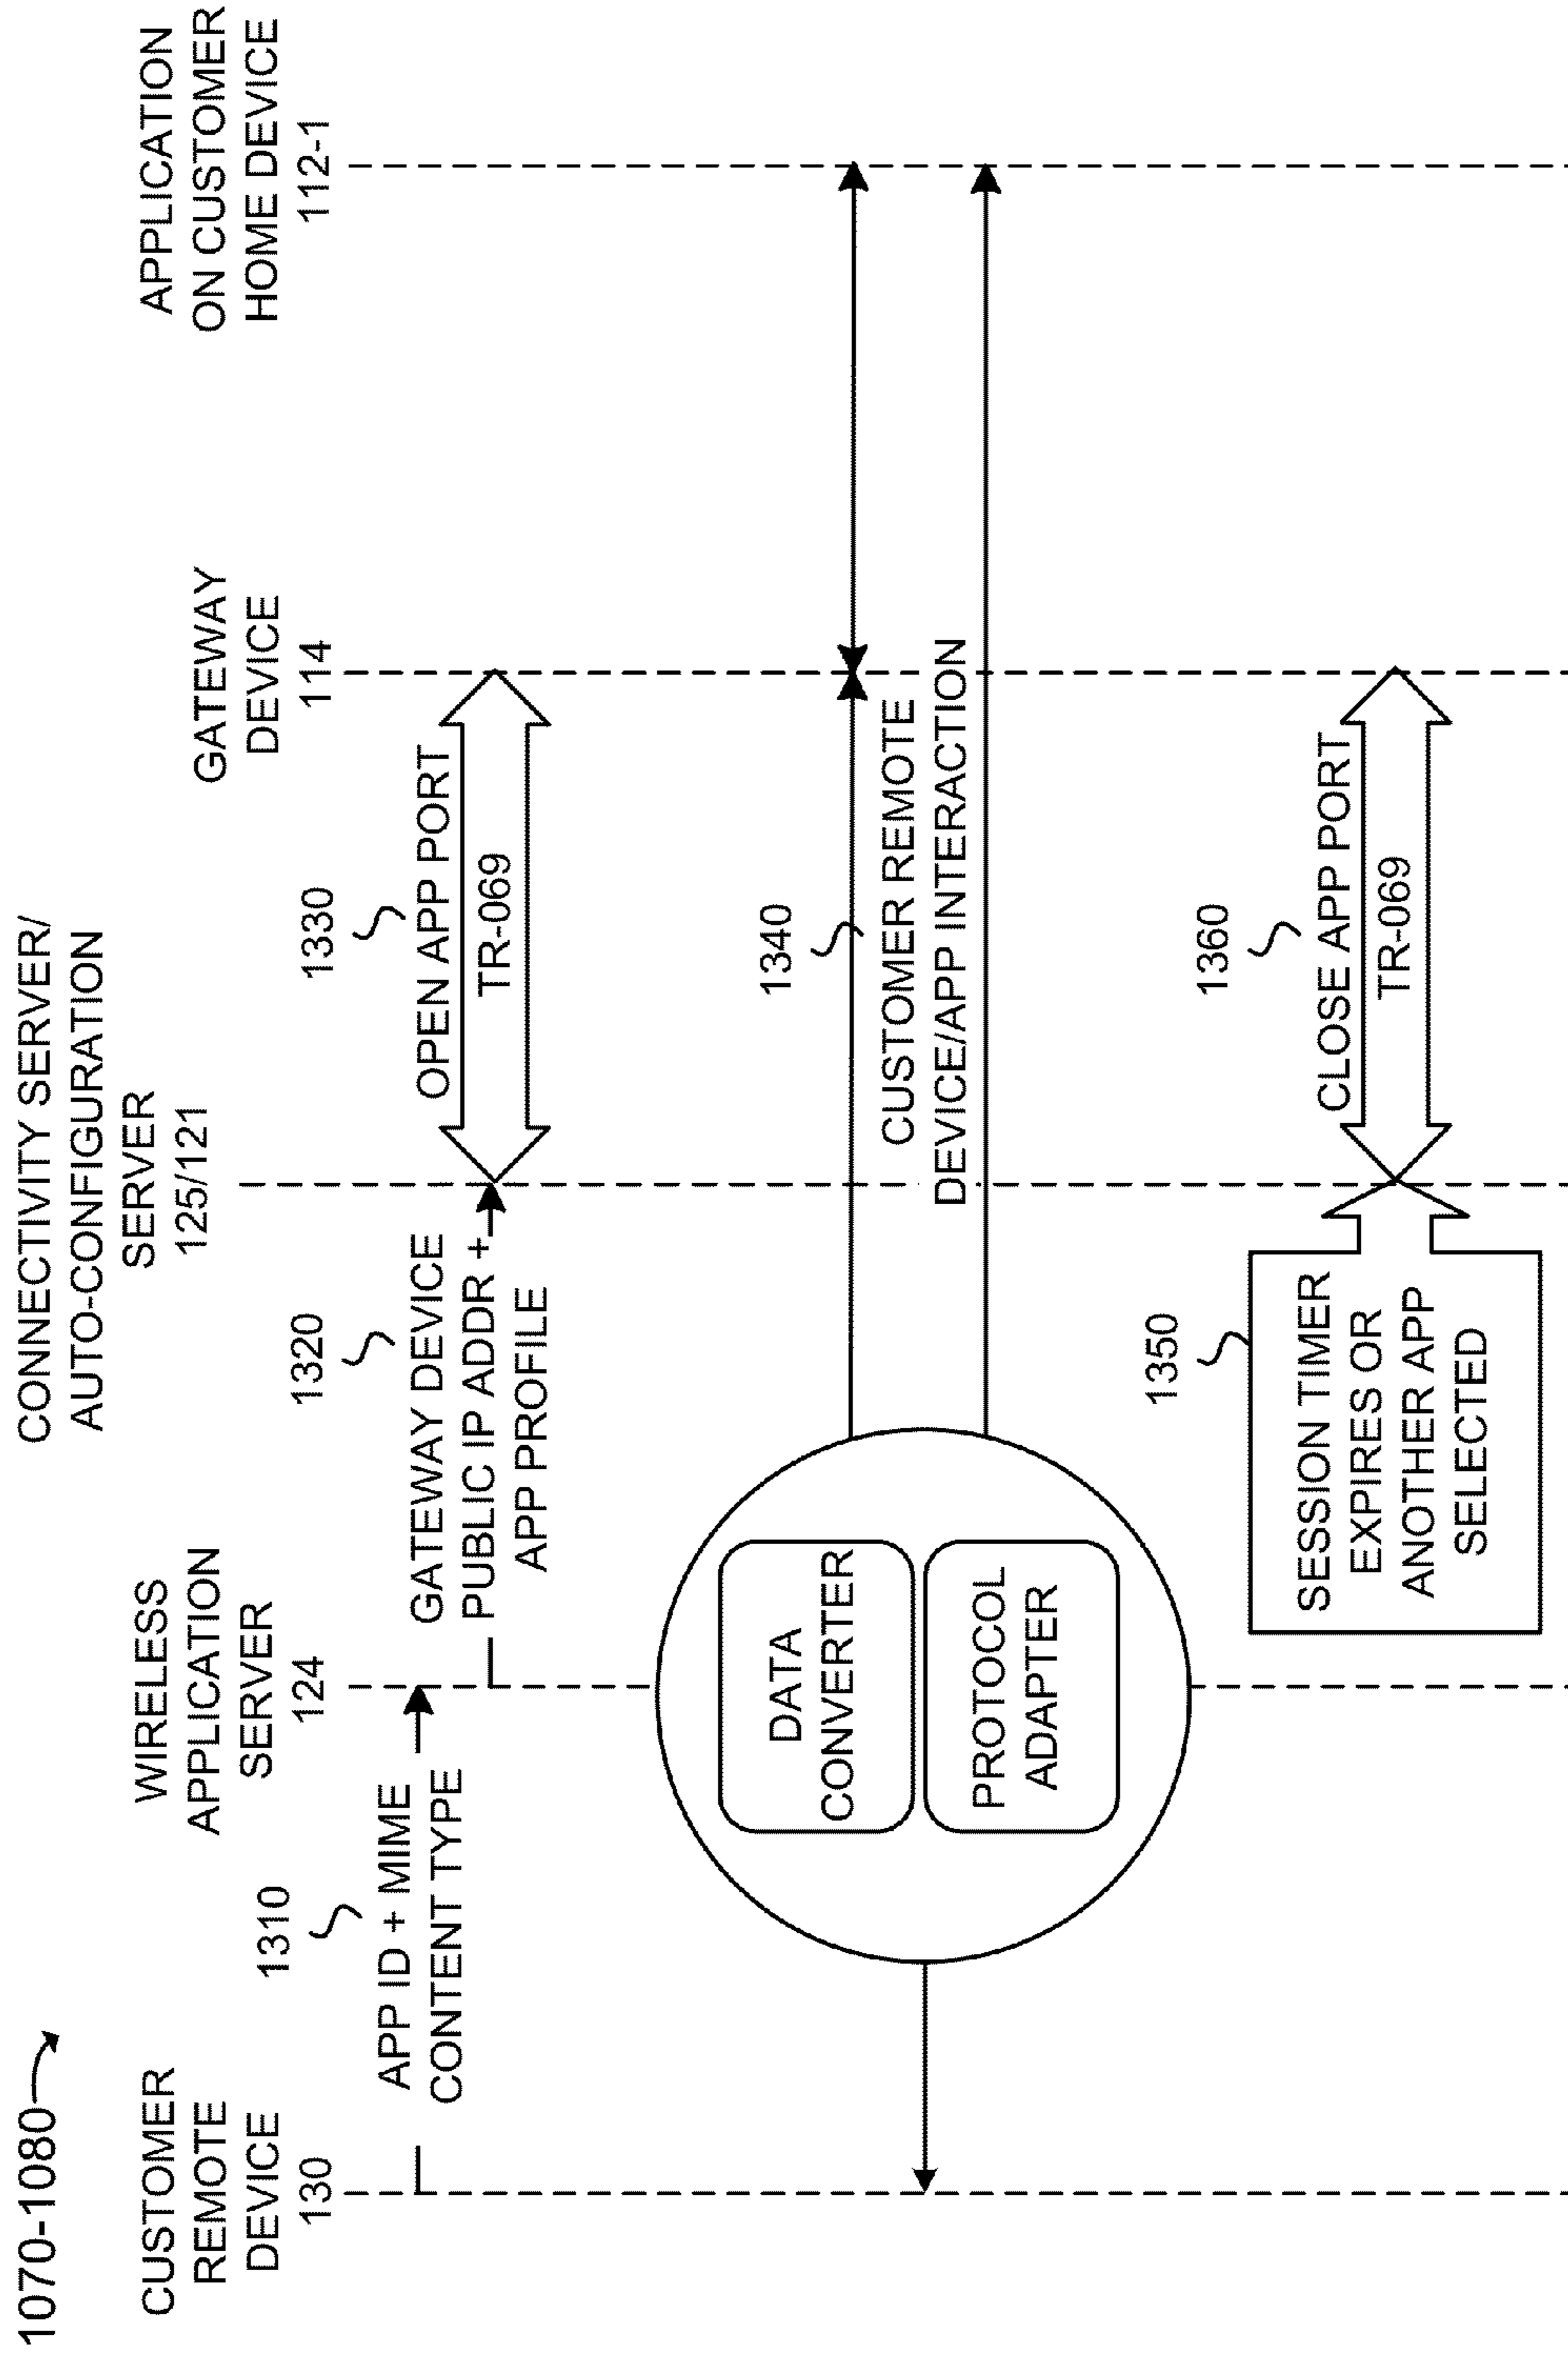 1070-1080
CUSTOMER
REMOTE
DEVICE
130
WIRELESS
APPLICATION
SERVER
124
CONNECTIVITY SERVER/
AUTO-CONFIGURATION
SERVER
125/121
GATEWAY
DEVICE
114
APPLICATION
ON CUSTOMER
HOME DEVICE
112-1
1310
APP ID + MIME
CONTENT TYPE
1320
GATEWAY DEVICE
PUBLIC IP ADDR +
APP PROFILE
1330
OPEN APP PORT
TR-069
DATA
CONVERTER
PROTOCOL
ADAPTER
1340
CUSTOMER REMOTE
DEVICE/APP INTERACTION
1350
SESSION TIMER
EXPIRES OR
ANOTHER APP
SELECTED
1360
CLOSE APP PORT
TR-069